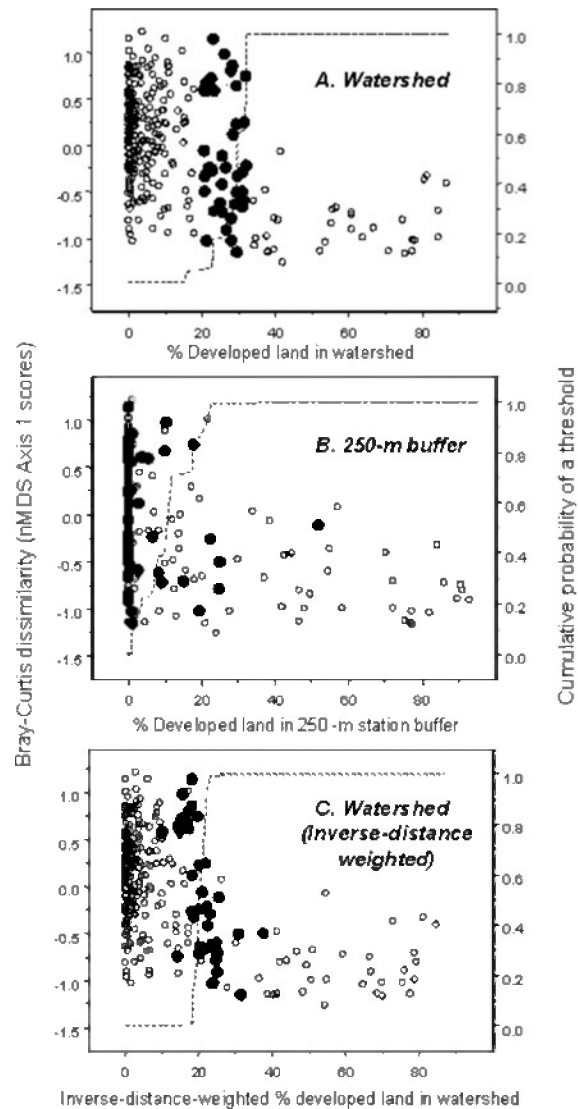 1.0
0.5
0.0
-0.5
-1.0
-1.5
A. Watershed
1.0
0.8
0.6
0.4
0.2
0.0
0 20 40 60 80
% Developed land in watershed
1.0
0.5
0.0
-0.5
-1.0
-1.5
B. 250-m buffer
1.0
0.8
0.6
0.4
0.2
0.0
0 20 40 60 80
% Developed land in 250-m station buffer
1.0
0.5
0.0
-0.5
-1.0
-1.5
C. Watershed
(Inverse-distance
weighted)
1.0
0.8
0.6
0.4
0.2
0.0
0 20 40 60 80
Inverse-distance-weighted % developed land in watershed
Bray-Curtis dissimilarity (nMDS Axis 1 scores)
Cumulative probability of a threshold